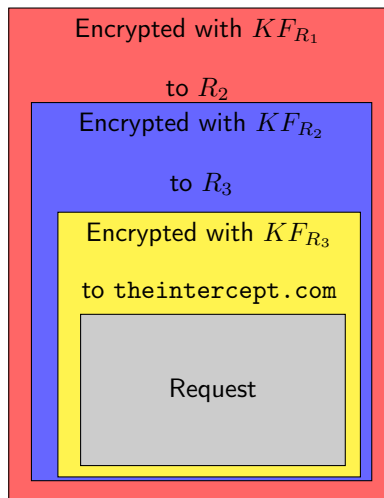 Encrypted with $KF_{R_1}$
to $R_2$
Encrypted with $KF_{R_2}$
to $R_3$
Encrypted with $KF_{R_3}$
to theintercept.com
Request